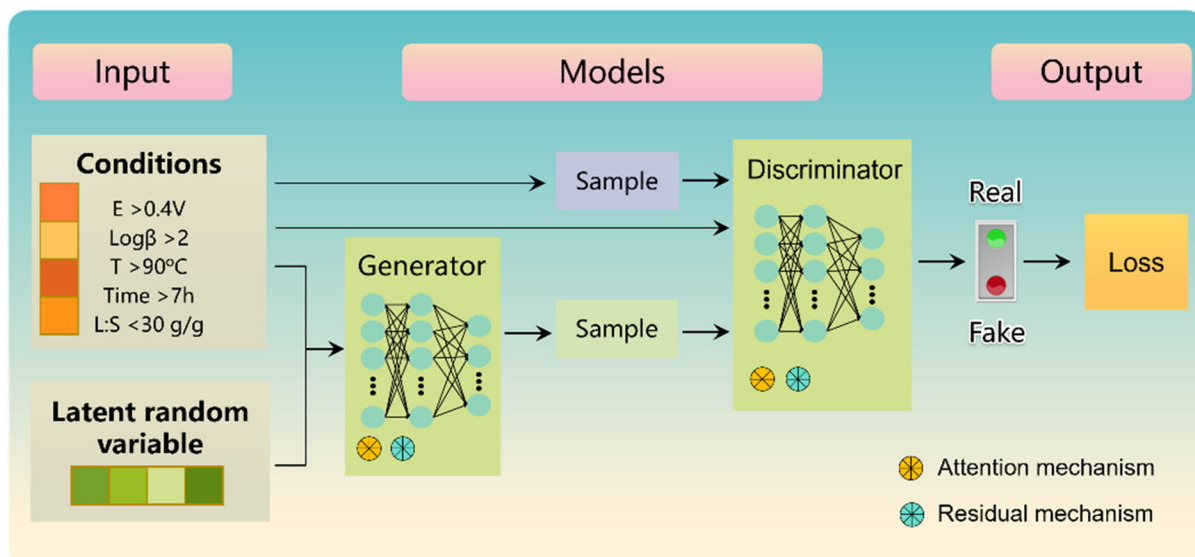 Input
Models
Output
Conditions
E >0.4V
Logβ >2
T >90℃
Time >7h
L:S <30 g/g
Latent random
variable
Generator
Sample
Sample
Discriminator
Real
Fake
Loss
Attention mechanism
Residual mechanism